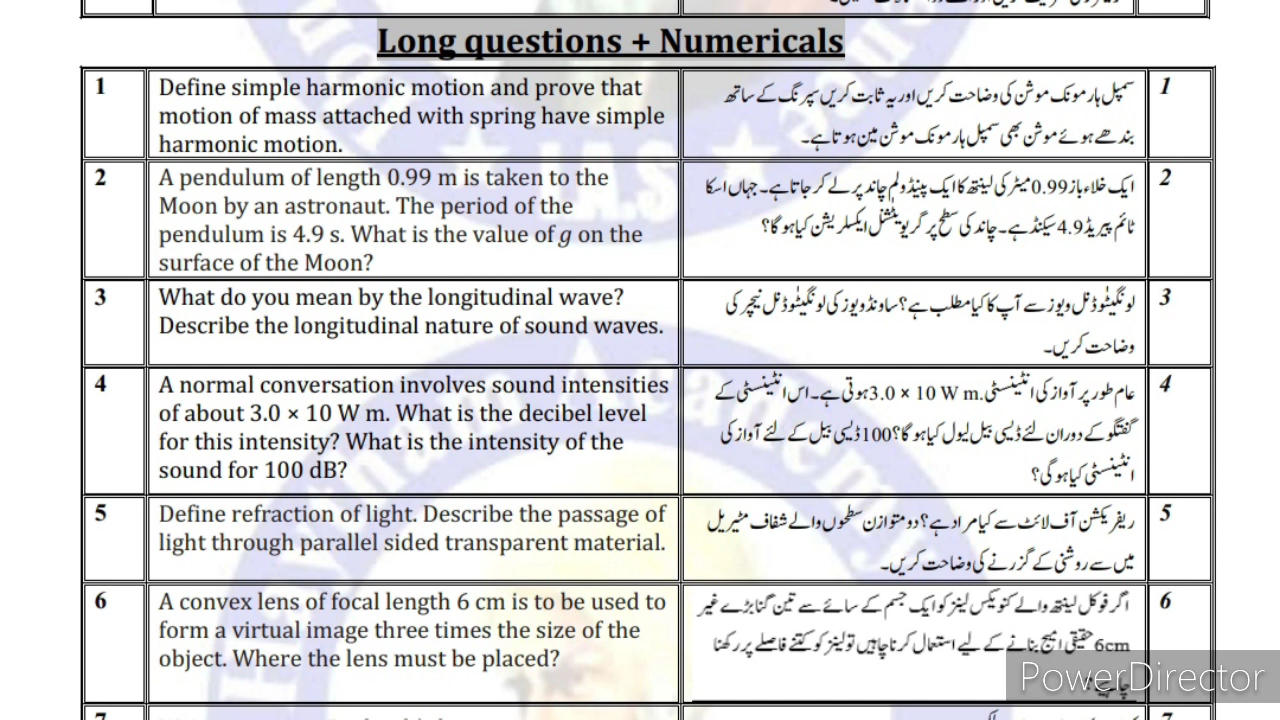 Long questions + Numericals
1
Define simple harmonic motion and prove that
motion of mass attached with spring have simple
harmonic motion.
سمپل ہارمونک موشن کی وضاحت کریں اور یہ ثابت کریں سپرنگ کے ساتھ
بندھے ہوئے موشن بھی سمپل ہارمونک موشن مین ہوتا ہے۔
1
2
A pendulum of length 0.99 m is taken to the
Moon by an astronaut. The period of the
pendulum is 4.9 s. What is the value of g on the
surface of the Moon?
ایک خلاء باز 0.99 میٹر کی لینتھ کا ایک پینڈولم چاند پر لے کر جاتا ہے۔ جہاں اسکا
ٹائم پیریڈ 4.9 سیکنڈ ہے۔ چاند کی سطح پر گریویٹیشنل ایکسلریشن کیا ہو گا؟
2
3
What do you mean by the longitudinal wave?
Describe the longitudinal nature of sound waves.
لونگیٹوڈنل ویوز سے آپ کا کیا مطلب ہے؟ ساونڈ ویوز کی لونگیٹوڈنل نیچر کی
وضاحت کریں۔
3
4
A normal conversation involves sound intensities
of about 3.0 × 10 W m. What is the decibel level
for this intensity? What is the intensity of the
sound for 100 dB?
عام طور پر آواز کی انٹینسٹی 3.0 × 10 W m. ہوتی ہے۔ اس انٹینسٹی کے
گفتگو کے دوران لئے ڈیسی بیل لیول کیا ہو گا؟ 100 ڈیسی بیل کے لئے آواز کی
انٹینسٹی کیا ہو گی؟
4
5
Define refraction of light. Describe the passage of
light through parallel sided transparent material.
ریفریکشن آف لائٹ سے کیا مراد ہے؟ دو متوازن سطحوں والے شفاف مٹیریل
میں سے روشنی کے گزرنے کی وضاحت کریں۔
5
6
A convex lens of focal length 6 cm is to be used to
form a virtual image three times the size of the
object. Where the lens must be placed?
اگر فوکل لینتھ والے کنویکس لینز کو ایک جسم کے سائے سے تین گنا بڑے غیر
6cm حقیقی امیج بنانے کے لیے استعمال کرنا چاہیں تو لینز کو کتنے فاصلے پر رکھنا
6
PowerDirector